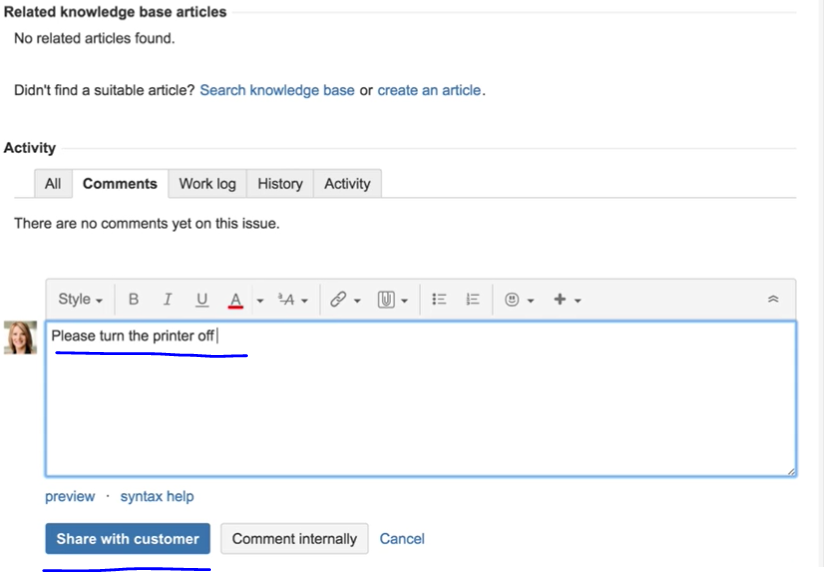 Related knowledge base articles
No related articles found.
Didn't find a suitable article? Search knowledge base or create an article.
Activity
All Comments Work log History Activity
There are no comments yet on this issue.
Style B I U A ᵃA
Please turn the printer off
preview · syntax help
Share with customer Comment internally Cancel